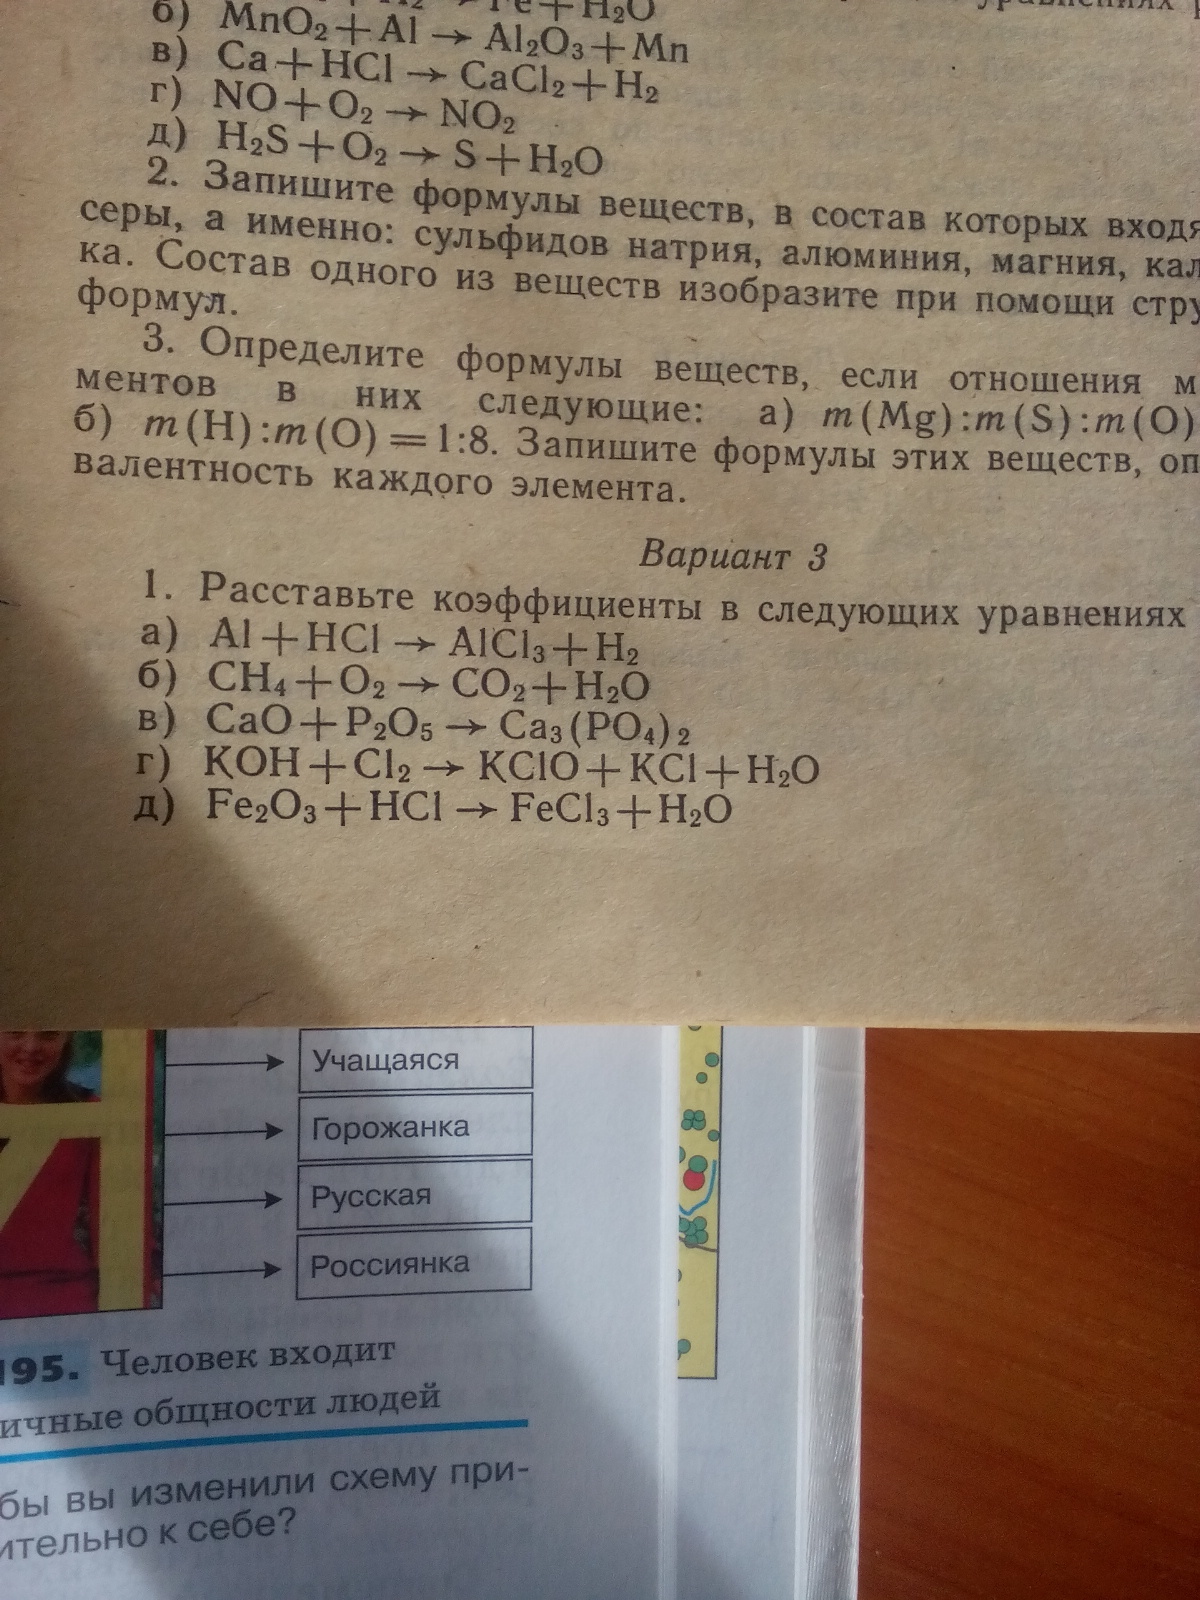 Fe+H₂O
б) MnO₂+Al → Al₂O₃+Mn
в) Ca+HCl → CaCl₂+H₂
г) NO+O₂ → NO₂
д) H₂S+O₂ → S+H₂O
2. Запишите формулы веществ, в состав которых входя
серы, а именно: сульфидов натрия, алюминия, магния, кал
ка. Состав одного из веществ изобразите при помощи стру
формул.
3. Определите формулы веществ, если отношения м
ментов в них следующие: а) m(Mg):m(S):m(O)
б) m(H):m(O)=1:8. Запишите формулы этих веществ, оп
валентность каждого элемента.
Вариант 3
1. Расставьте коэффициенты в следующих уравнениях
а) Al+HCl → AlCl₃+H₂
б) CH₄+O₂ → CO₂+H₂O
в) CaO+P₂O₅ → Ca₃(PO₄)₂
г) KOH+Cl₂ → KClO+KCl+H₂O
д) Fe₂O₃+HCl → FeCl₃+H₂O
Учащаяся
Горожанка
Русская
Россиянка
195. Человек входит
ичные общности людей
бы вы изменили схему при-
ительно к себе?